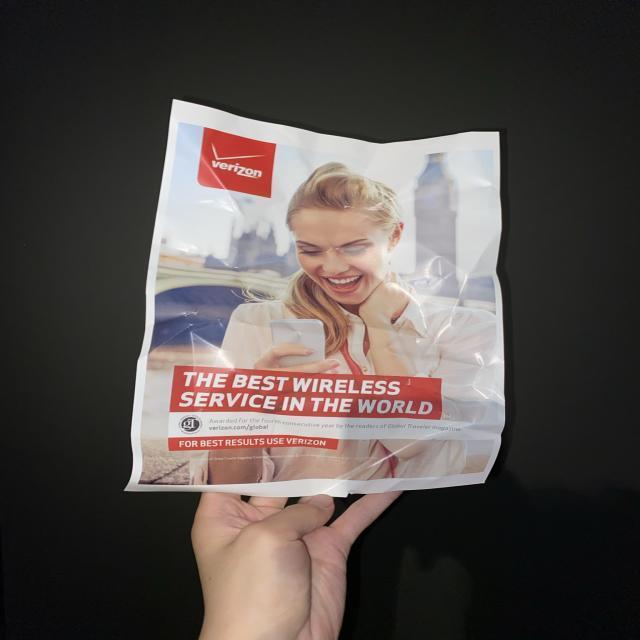 verizon
THE BEST WIRELESS
SERVICE IN THE WORLD
GT
Awarded for the fourth consecutive year by the readers of Global Traveler magazine
verizon.com/global
FOR BEST RESULTS USE VERIZON